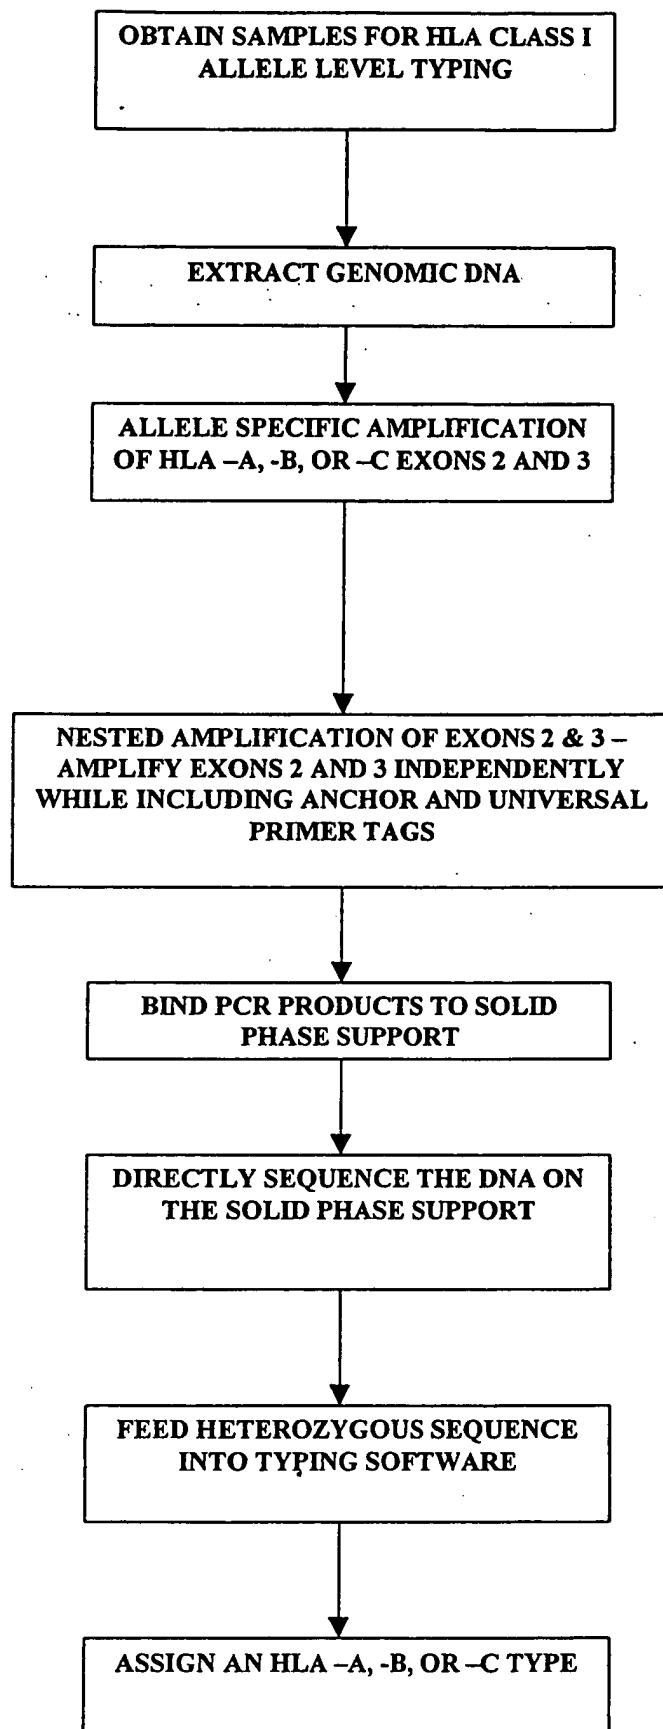 OBTAIN SAMPLES FOR HLA CLASS I
ALLELE LEVEL TYPING
EXTRACT GENOMIC DNA
ALLELE SPECIFIC AMPLIFICATION
OF HLA –A, -B, OR –C EXONS 2 AND 3
NESTED AMPLIFICATION OF EXONS 2 & 3 –
AMPLIFY EXONS 2 AND 3 INDEPENDENTLY
WHILE INCLUDING ANCHOR AND UNIVERSAL
PRIMER TAGS
BIND PCR PRODUCTS TO SOLID
PHASE SUPPORT
DIRECTLY SEQUENCE THE DNA ON
THE SOLID PHASE SUPPORT
FEED HETEROZYGOUS SEQUENCE
INTO TYPING SOFTWARE
ASSIGN AN HLA –A, -B, OR –C TYPE